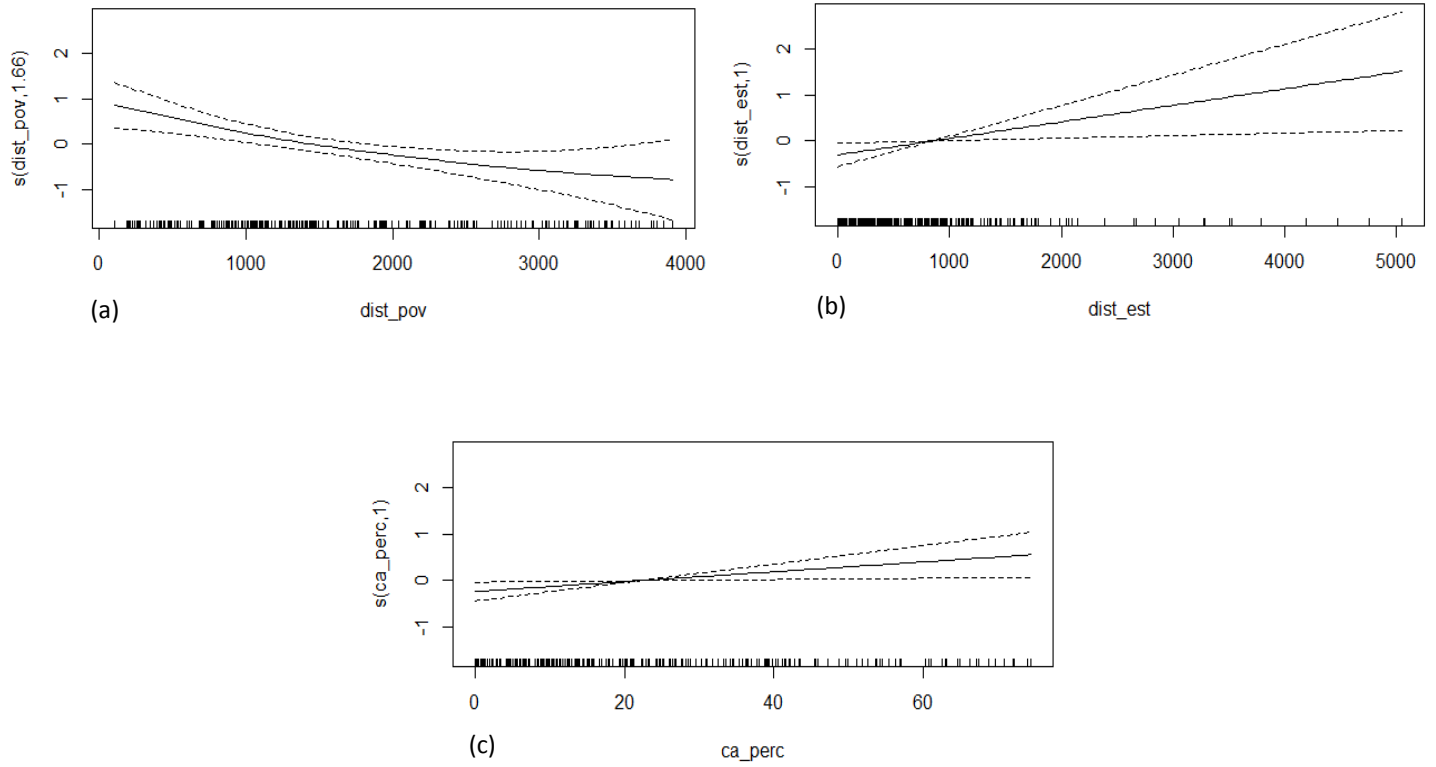 s(dist_pov,1.66)
2
1
0
-1
0 1000 2000 3000 4000
(a)
dist_pov
s(dist_est,1)
2
1
0
-1
0 1000 2000 3000 4000 5000
(b)
dist_est
s(ca_perc,1)
2
1
0
-1
0 20 40 60
(c)
ca_perc